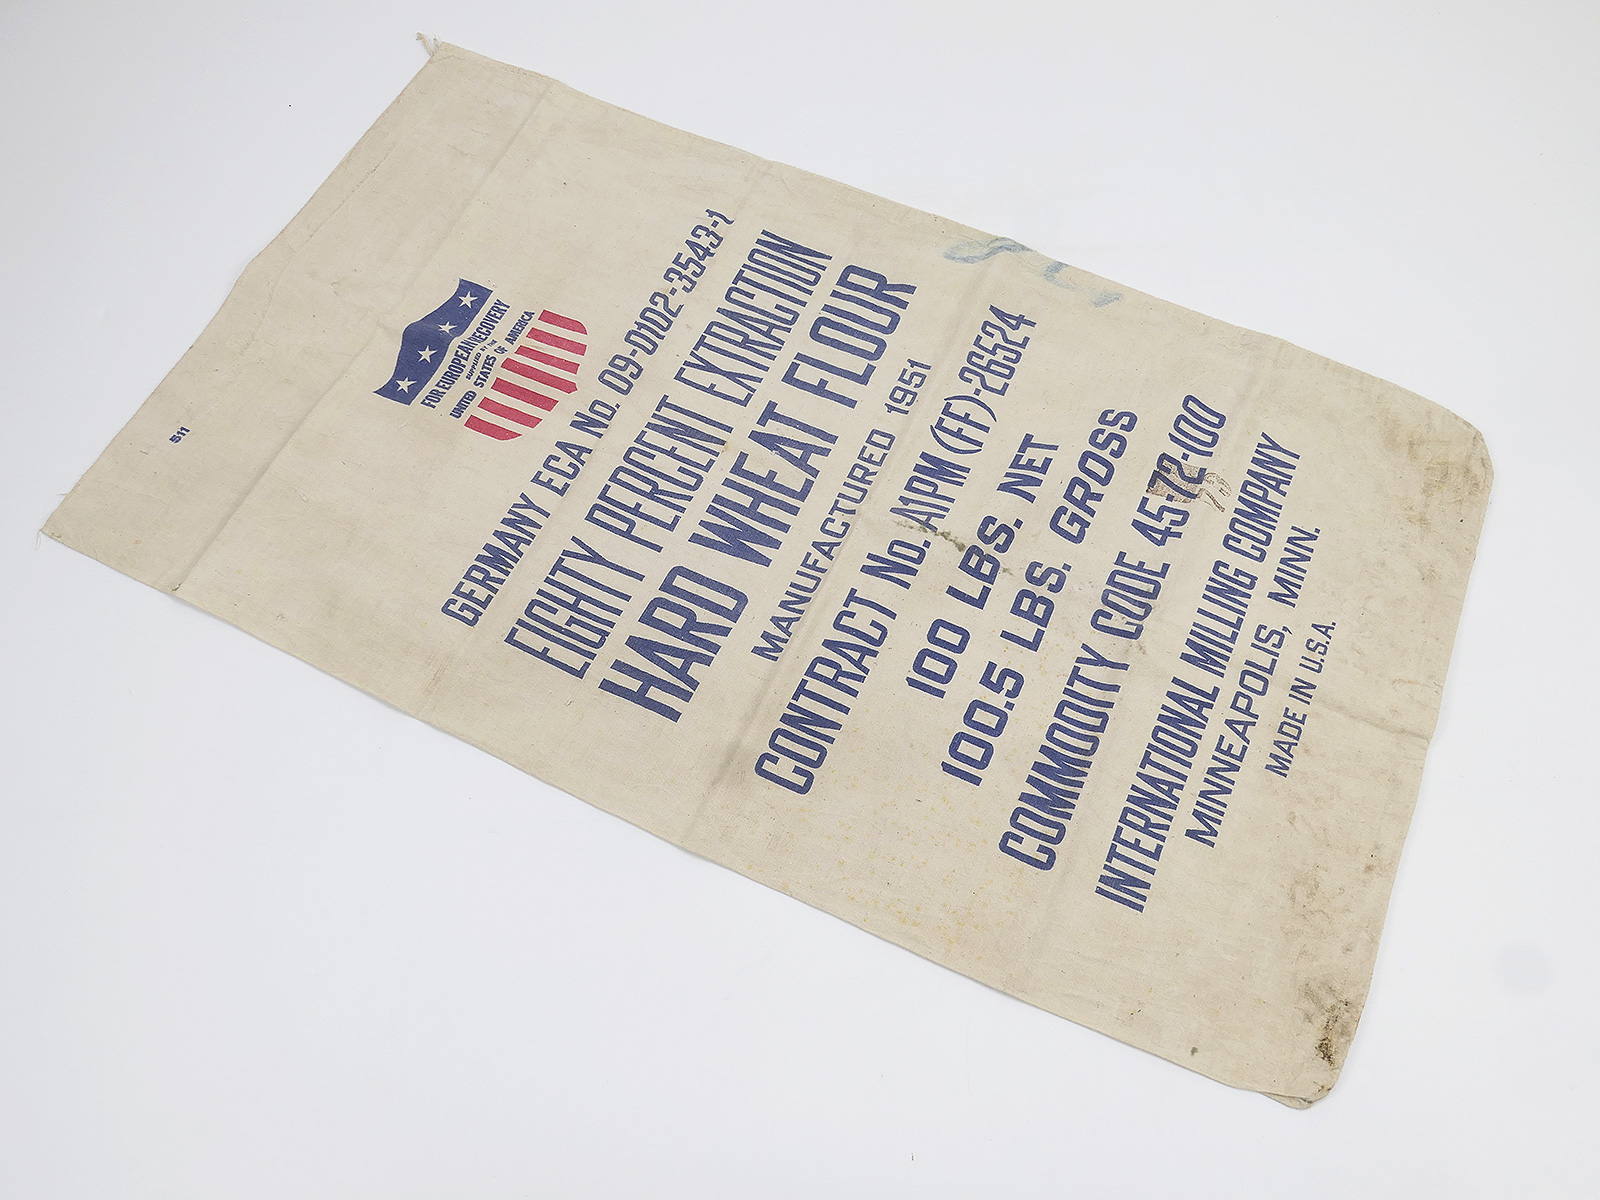 FOR EUROPEAN RECOVERY
SUPPLIED BY THE
UNITED STATES OF AMERICA
511
GERMANY ECA No. 09-0102-3543-1
EIGHTY PERCENT EXTRACTION
HARD WHEAT FLOUR
MANUFACTURED 1951
CONTRACT No. A1PM (FF)-26524
100 LBS. NET
100.5 LBS. GROSS
COMMODITY CODE 45-72-100
INTERNATIONAL MILLING COMPANY
MINNEAPOLIS, MINN.
MADE IN U.S.A.